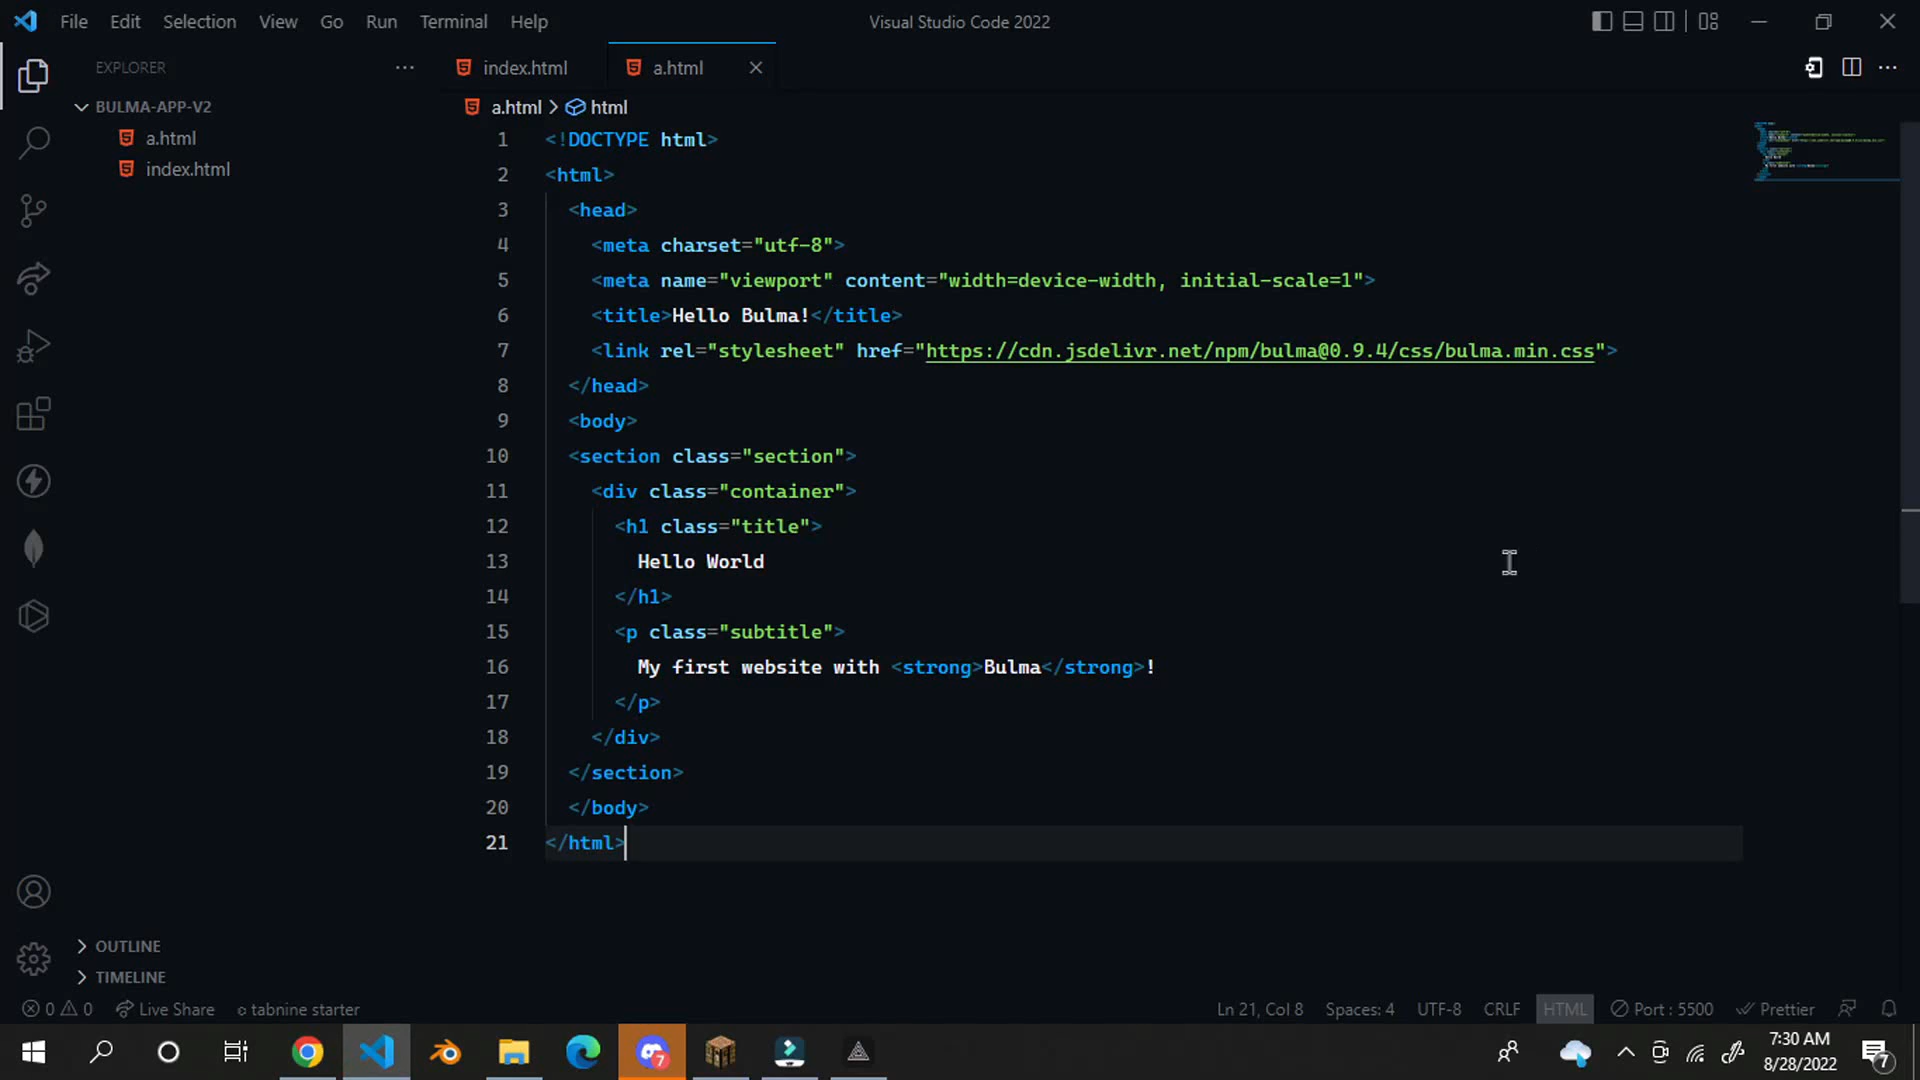 File Edit Selection View Go Run Terminal Help
Visual Studio Code 2022
EXPLORER
BULMA-APP-V2
a.html
index.html
index.html
a.html
a.html > html
1 <!DOCTYPE html>
2 <html>
3 <head>
4 <meta charset="utf-8">
5 <meta name="viewport" content="width=device-width, initial-scale=1">
6 <title>Hello Bulma!</title>
7 <link rel="stylesheet" href="https://cdn.jsdelivr.net/npm/bulma@0.9.4/css/bulma.min.css">
8 </head>
9 <body>
10 <section class="section">
11 <div class="container">
12 <h1 class="title">
13 Hello World
14 </h1>
15 <p class="subtitle">
16 My first website with <strong>Bulma</strong>!
17 </p>
18 </div>
19 </section>
20 </body>
21 </html>
OUTLINE
TIMELINE
0 0 Live Share tabnine starter
Ln 21, Col 8 Spaces: 4 UTF-8 CRLF HTML Port : 5500 Prettier
7
7:30 AM
8/28/2022
7